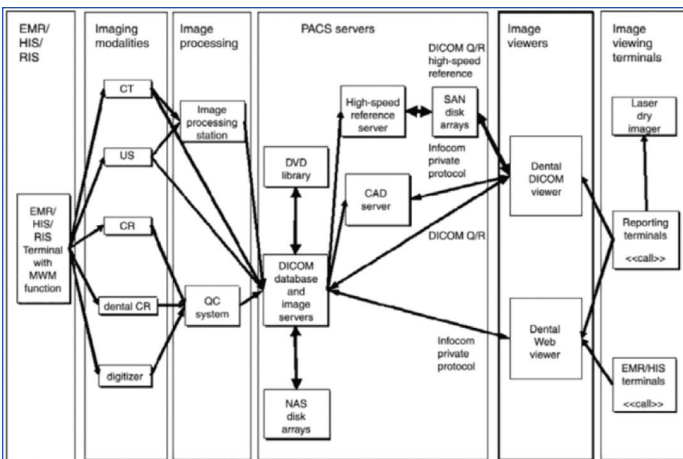 EMR/
HIS/
RIS
Imaging
modalities
Image
processing
PACS servers
Image
viewers
Image
viewing
terminals
EMR/
HIS/
RIS
Terminal
with
MWM
function
CT
US
CR
dental CR
digitizer
Image
processing
station
QC
system
DVD
library
DICOM
database
and
image
servers
NAS
disk
arrays
High-speed
reference
server
CAD
server
DICOM Q/R
high-speed
reference
SAN
disk
arrays
Infocom
private
protocol
DICOM Q/R
Infocom
private
protocol
Dental
DICOM
viewer
Dental
Web
viewer
Laser
dry
imager
Reporting
terminals
<<call>>
EMR/HIS
terminals
<<call>>